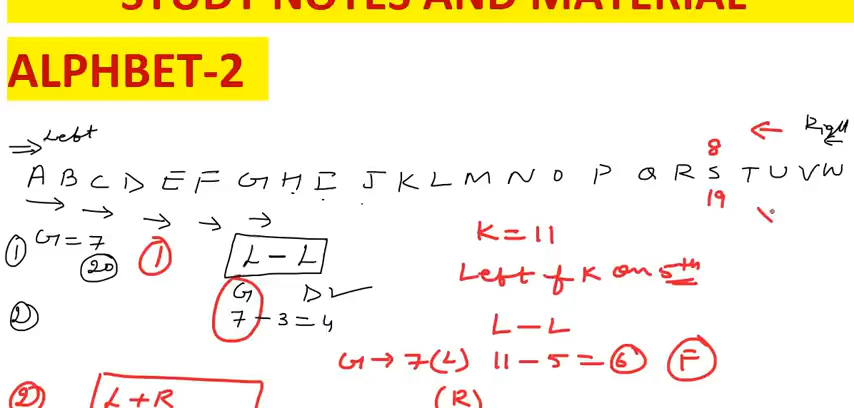 STUDY NOTES AND MATERIAL
ALPHBET-2
Left
Right
8
A B C D E F G H I J K L M N O P Q R S T U V W
19
① G = 7
20
①
L - L
K = 11
Left of K on 5th
G D
②
7 - 3 = 4
L - L
G → 7(L) 11 - 5 = 6 F
②
L + R
(R)